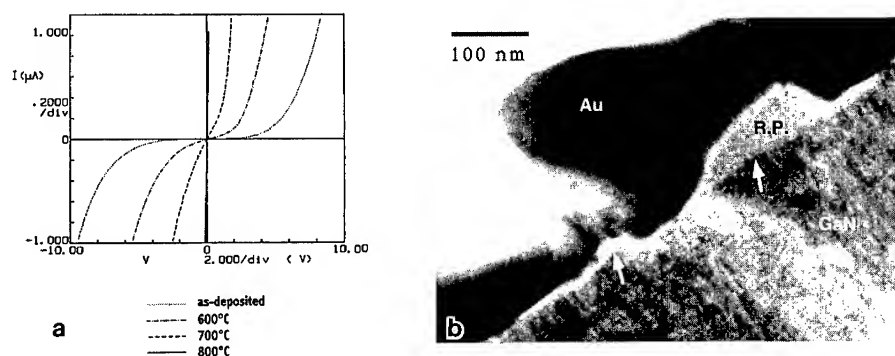 1.000
I(μA)
.2000
/div
0
-1.000
-10.00
0
10.00
V
2.000/div
( V)
as-deposited
600°C
700°C
800°C
a
100 nm
Au
R.P.
GaN
b